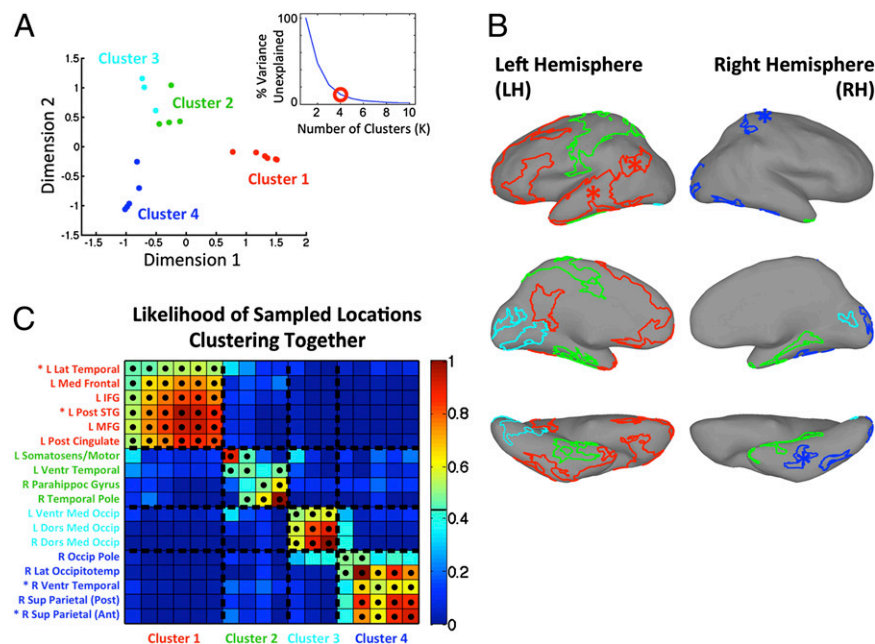 A
Cluster 3
Cluster 2
Cluster 1
Cluster 4
Dimension 2
1.5
1
0.5
0
-0.5
-1
-1.5
-1.5
-1
-0.5
0
0.5
1
1.5
2
Dimension 1
% Variance
Unexplained
100
50
0
2
4
6
8
10
Number of Clusters (K)
B
Left Hemisphere
(LH)
Right Hemisphere
(RH)
*
*
*
*
C
Likelihood of Sampled Locations
Clustering Together
* L Lat Temporal
L Med Frontal
L IFG
* L Post STG
L MFG
L Post Cingulate
L Somatosens/Motor
L Ventr Temporal
R Parahippoc Gyrus
R Temporal Pole
L Ventr Med Occip
L Dors Med Occip
R Dors Med Occip
R Occip Pole
R Lat Occipitotemp
* R Ventr Temporal
R Sup Parietal (Post)
* R Sup Parietal (Ant)
Cluster 1
Cluster 2
Cluster 3
Cluster 4
1
0.8
0.6
0.4
0.2
0